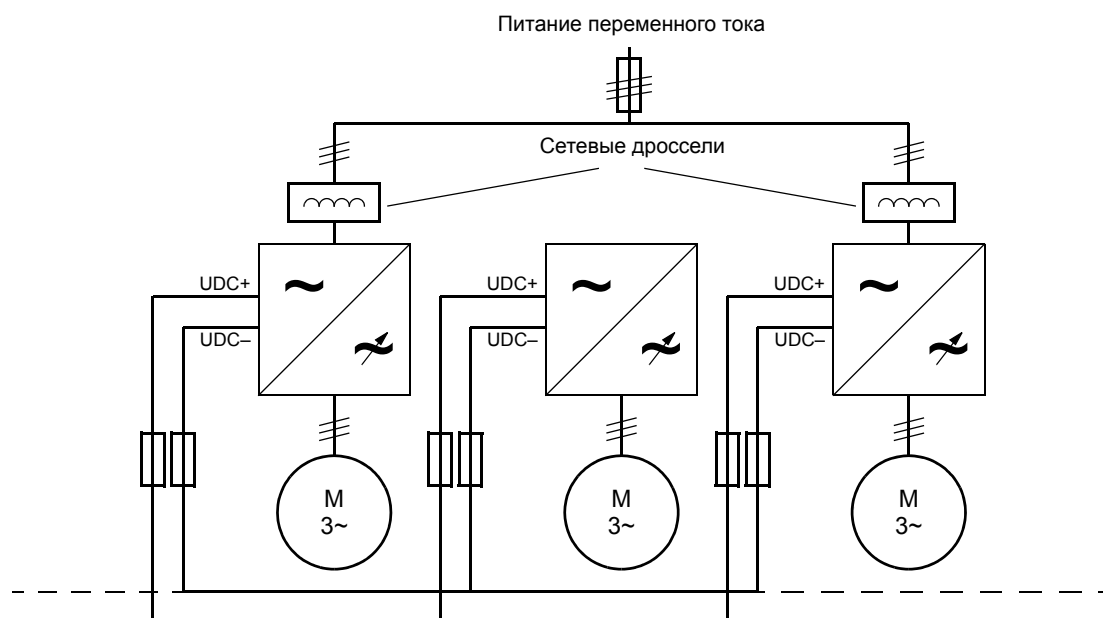 Питание переменного тока
Сетевые дроссели
UDC+
UDC–
UDC+
UDC–
UDC+
UDC–
M
3~
M
3~
M
3~